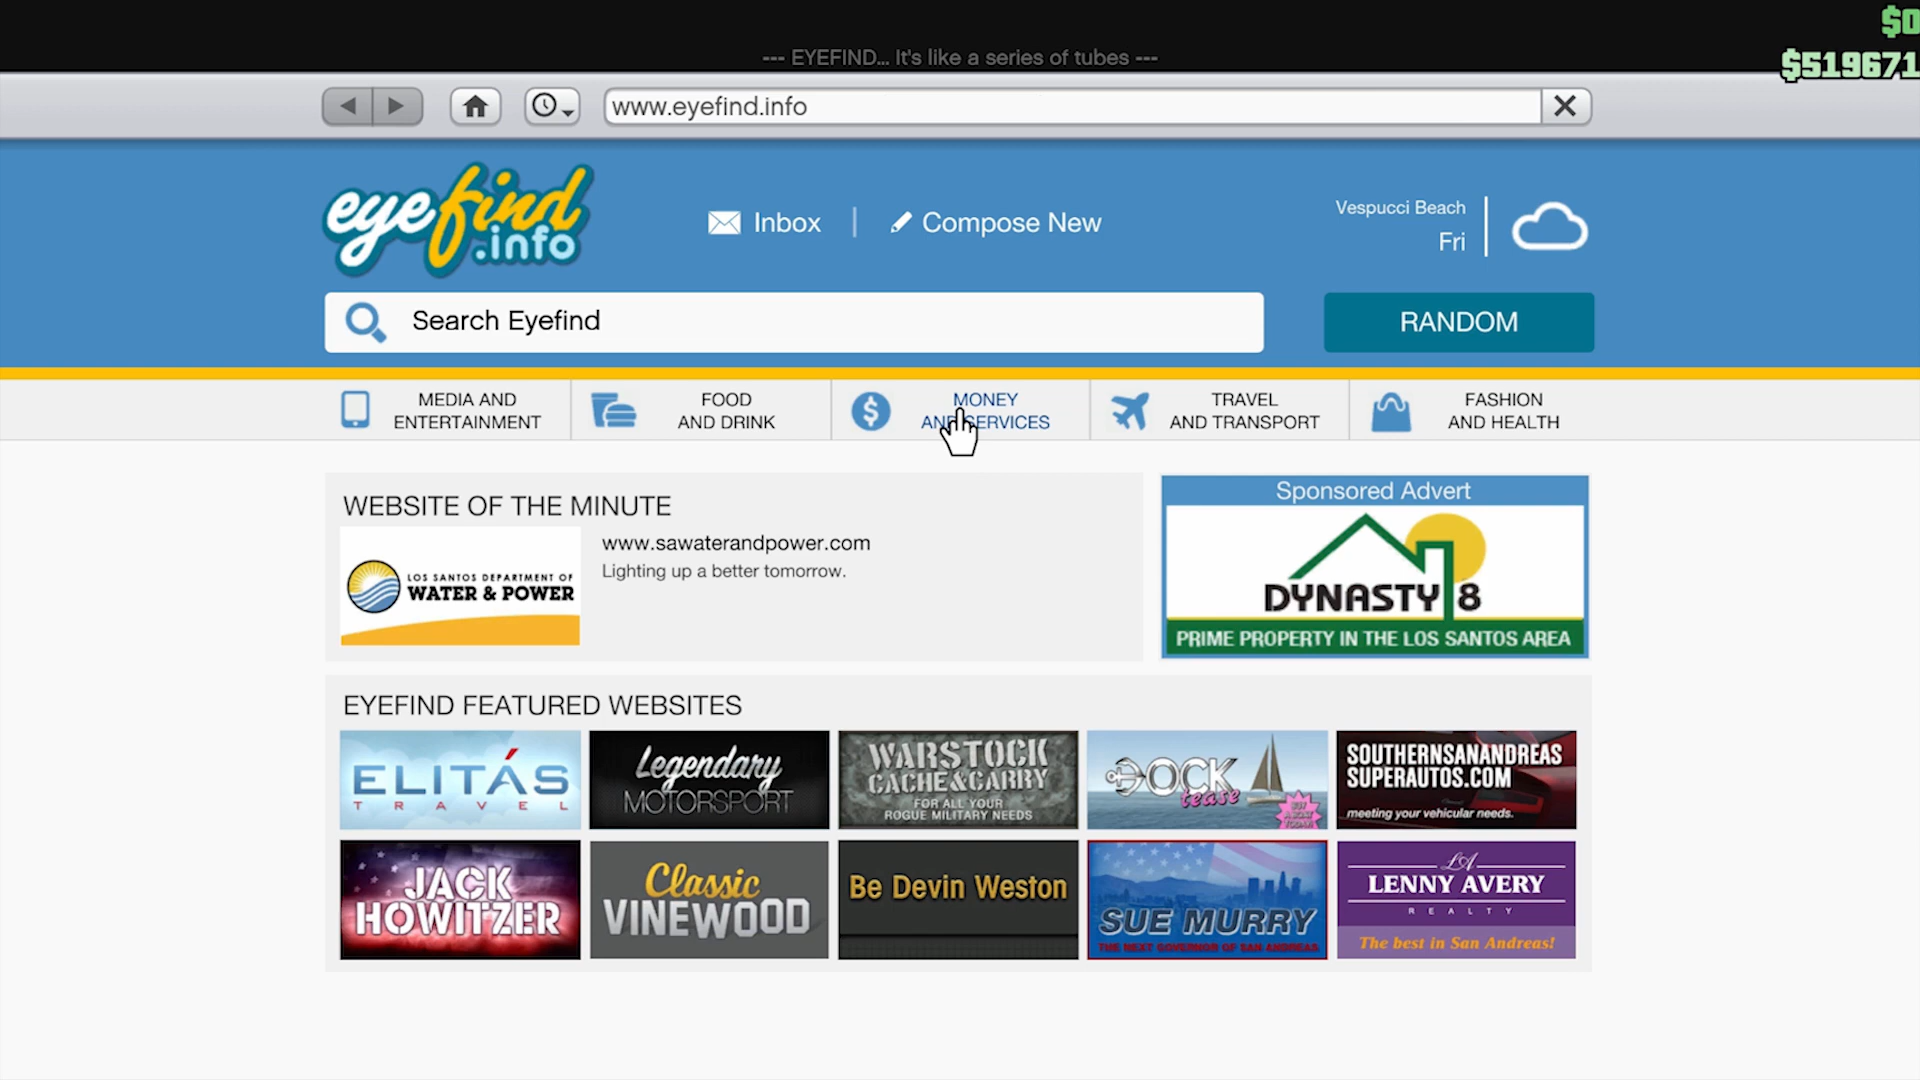 $0
--- EYEFIND... It's like a series of tubes ---
$519671
www.eyefind.info
eyefind.info
Inbox
Compose New
Vespucci Beach
Fri
Search Eyefind
RANDOM
MEDIA AND
ENTERTAINMENT
FOOD
AND DRINK
MONEY
AND SERVICES
TRAVEL
AND TRANSPORT
FASHION
AND HEALTH
WEBSITE OF THE MINUTE
LOS SANTOS DEPARTMENT OF
WATER & POWER
www.sawaterandpower.com
Lighting up a better tomorrow.
Sponsored Advert
DYNASTY 8
PRIME PROPERTY IN THE LOS SANTOS AREA
EYEFIND FEATURED WEBSITES
ELITÁS
TRAVEL
Legendary
MOTORSPORT
WARSTOCK
CACHE&CARRY
FOR ALL YOUR
ROGUE MILITARY NEEDS
DOCK
tease
BUY
A BOAT
TODAY!
SOUTHERNSANANDREAS
SUPERAUTOS.COM
meeting your vehicular needs.
JACK
HOWITZER
Classic
VINEWOOD
Be Devin Weston
SUE MURRY
THE NEXT GOVERNOR OF SAN ANDREAS
LA
LENNY AVERY
REALTY
The best in San Andreas!